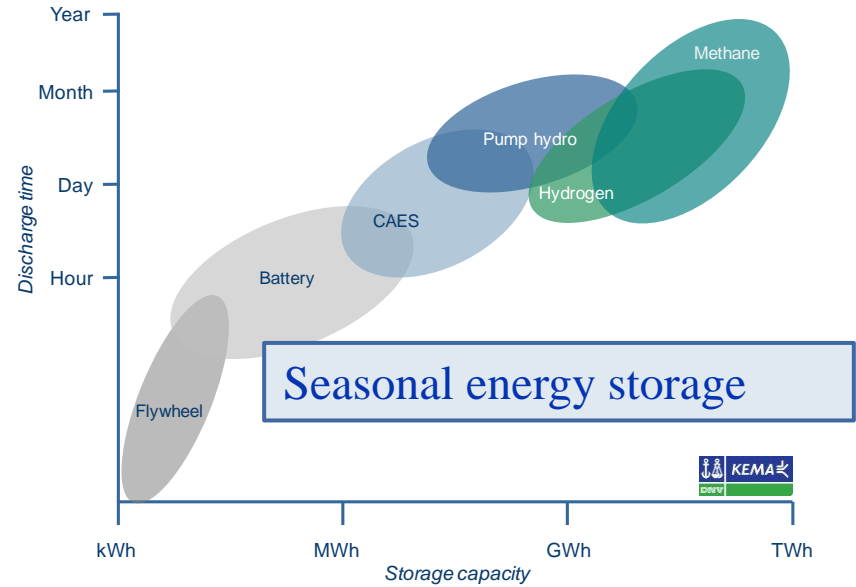 Year
Methane
Month
Pump hydro
Day
Hydrogen
CAES
Discharge time
Hour
Battery
Seasonal energy storage
Flywheel
KEMA
DNV
kWh
MWh
GWh
TWh
Storage capacity